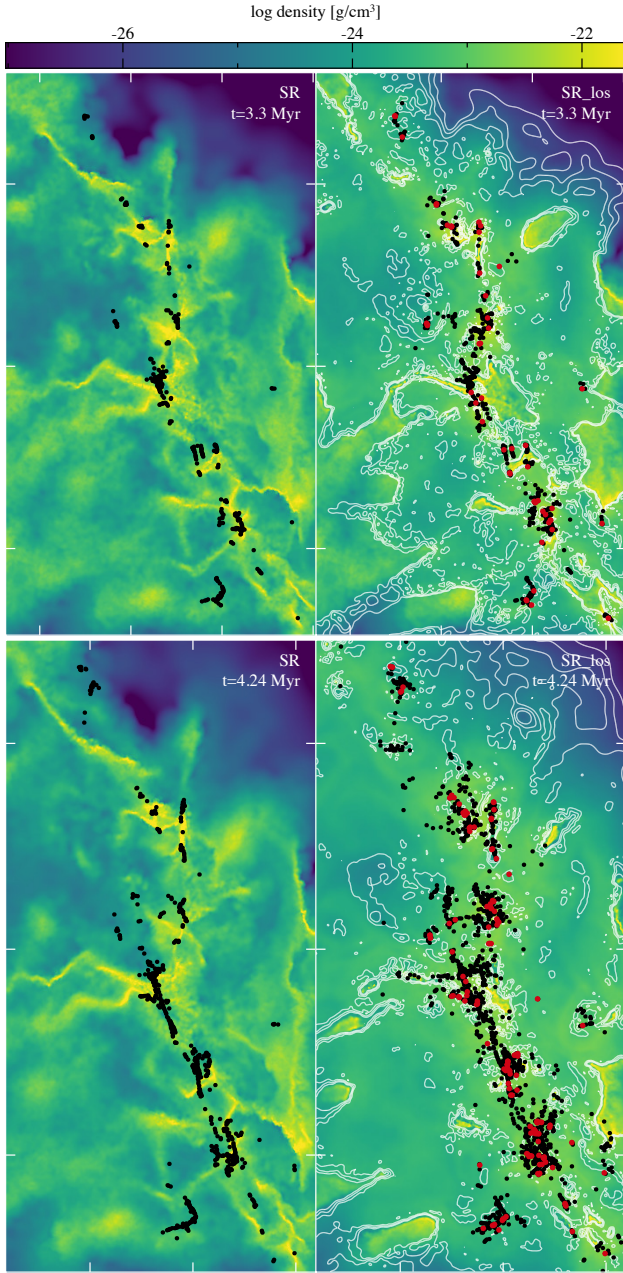 log density [g/cm³]
-26 -24 -22
SR SR_los
t=3.3 Myr t=3.3 Myr
SR SR_los
t=4.24 Myr t=4.24 Myr